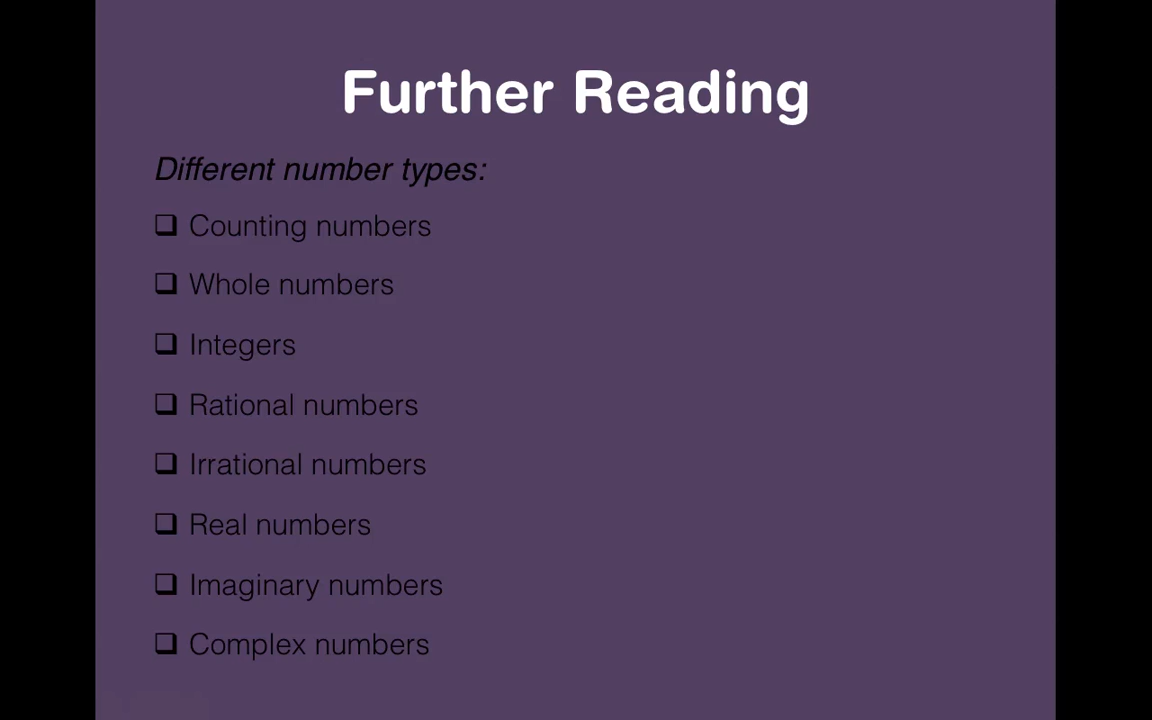 Further Reading
Different number types:
❑ Counting numbers
❑ Whole numbers
❑ Integers
❑ Rational numbers
❑ Irrational numbers
❑ Real numbers
❑ Imaginary numbers
❑ Complex numbers